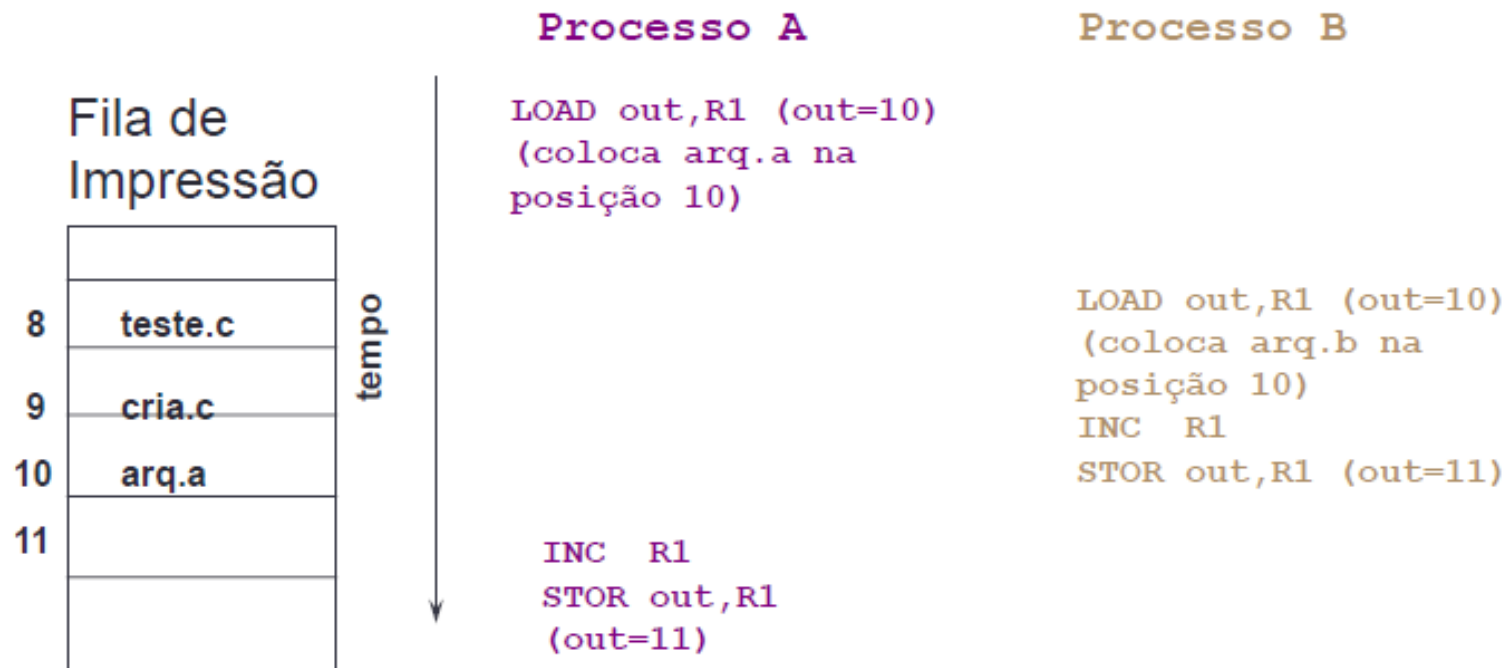 Processo A
Processo B
Fila de
Impressão
8 teste.c
9 cria.c
10 arq.a
11
tempo
LOAD out,R1 (out=10)
(coloca arq.a na
posição 10)
LOAD out,R1 (out=10)
(coloca arq.b na
posição 10)
INC R1
STOR out,R1 (out=11)
INC R1
STOR out,R1
(out=11)